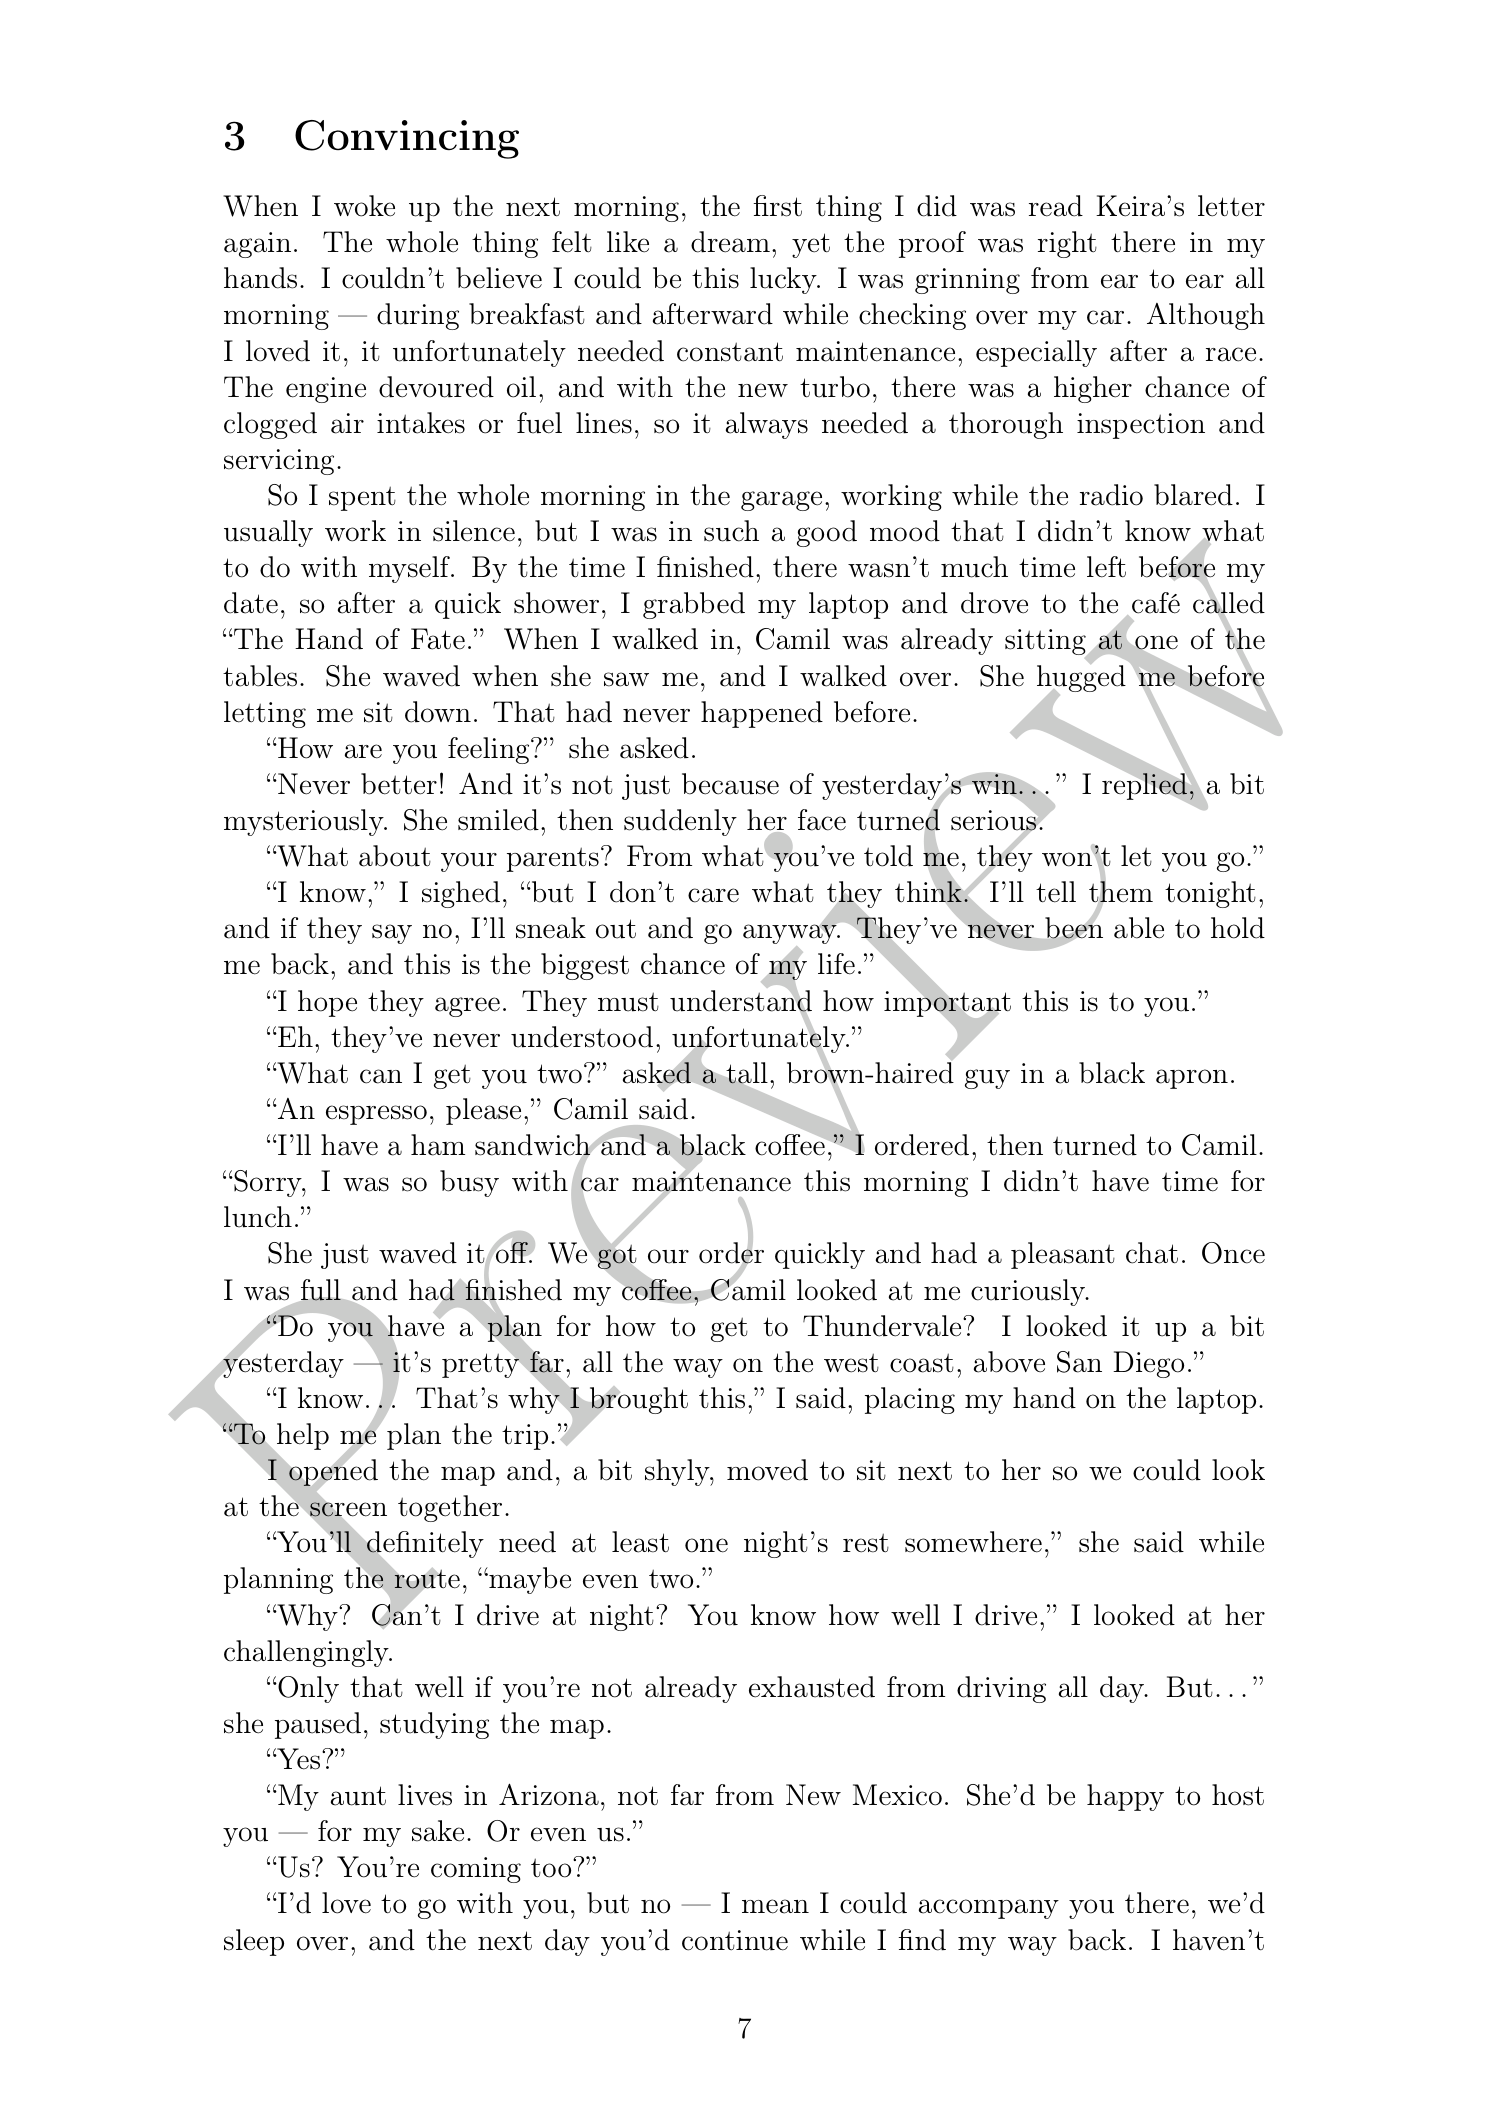 3 Convincing
When I woke up the next morning, the first thing I did was read Keira's letter
again. The whole thing felt like a dream, yet the proof was right there in my
hands. I couldn't believe I could be this lucky. I was grinning from ear to ear all
morning — during breakfast and afterward while checking over my car. Although
I loved it, it unfortunately needed constant maintenance, especially after a race.
The engine devoured oil, and with the new turbo, there was a higher chance of
clogged air intakes or fuel lines, so it always needed a thorough inspection and
servicing.
So I spent the whole morning in the garage, working while the radio blared. I
usually work in silence, but I was in such a good mood that I didn't know what
to do with myself. By the time I finished, there wasn't much time left before my
date, so after a quick shower, I grabbed my laptop and drove to the café called
“The Hand of Fate.” When I walked in, Camil was already sitting at one of the
tables. She waved when she saw me, and I walked over. She hugged me before
letting me sit down. That had never happened before.
“How are you feeling?” she asked.
“Never better! And it's not just because of yesterday's win. . . ” I replied, a bit
mysteriously. She smiled, then suddenly her face turned serious.
“What about your parents? From what you've told me, they won't let you go.”
“I know,” I sighed, “but I don't care what they think. I'll tell them tonight,
and if they say no, I'll sneak out and go anyway. They've never been able to hold
me back, and this is the biggest chance of my life.”
“I hope they agree. They must understand how important this is to you.”
“Eh, they've never understood, unfortunately.”
“What can I get you two?” asked a tall, brown-haired guy in a black apron.
“An espresso, please,” Camil said.
“I'll have a ham sandwich and a black coffee,” I ordered, then turned to Camil.
“Sorry, I was so busy with car maintenance this morning I didn't have time for
lunch.”
She just waved it off. We got our order quickly and had a pleasant chat. Once
I was full and had finished my coffee, Camil looked at me curiously.
“Do you have a plan for how to get to Thundervale? I looked it up a bit
yesterday — it's pretty far, all the way on the west coast, above San Diego.”
“I know. . . That's why I brought this,” I said, placing my hand on the laptop.
“To help me plan the trip.”
I opened the map and, a bit shyly, moved to sit next to her so we could look
at the screen together.
“You'll definitely need at least one night's rest somewhere,” she said while
planning the route, “maybe even two.”
“Why? Can't I drive at night? You know how well I drive,” I looked at her
challengingly.
“Only that well if you're not already exhausted from driving all day. But. . . ”
she paused, studying the map.
“Yes?”
“My aunt lives in Arizona, not far from New Mexico. She'd be happy to host
you — for my sake. Or even us.”
“Us? You're coming too?”
“I'd love to go with you, but no — I mean I could accompany you there, we'd
sleep over, and the next day you'd continue while I find my way back. I haven't
7
Preview